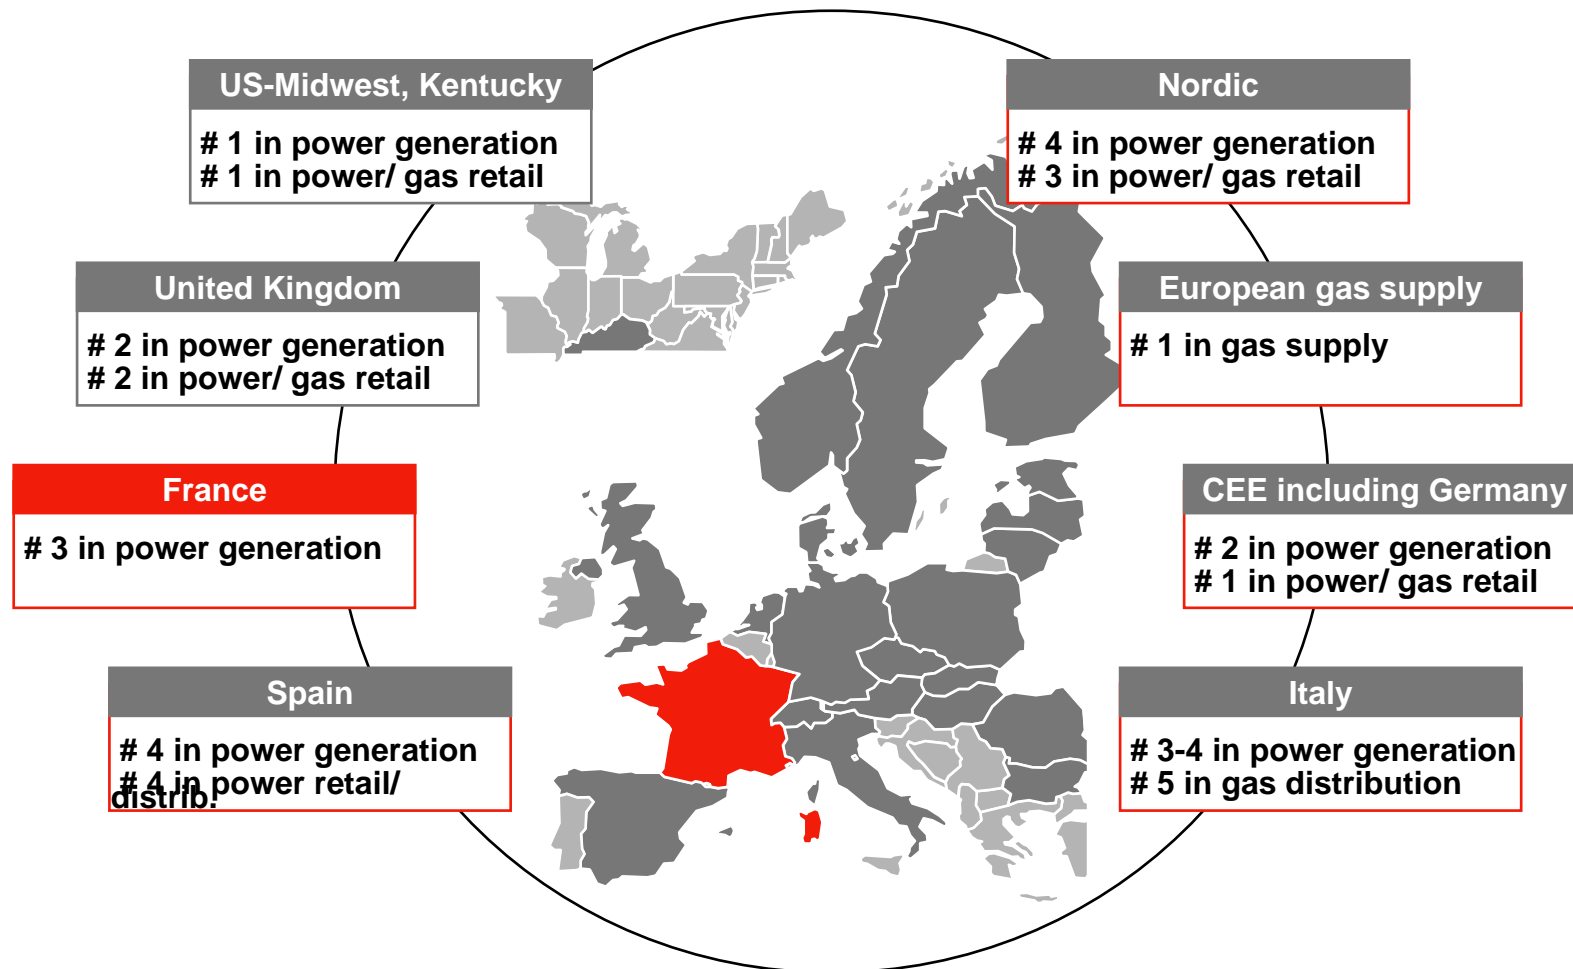 US-Midwest, Kentucky
# 1 in power generation
# 1 in power/ gas retail
United Kingdom
# 2 in power generation
# 2 in power/ gas retail
France
# 3 in power generation
Spain
# 4 in power generation
# 4 in power retail/
distrib.
Nordic
# 4 in power generation
# 3 in power/ gas retail
European gas supply
# 1 in gas supply
CEE including Germany
# 2 in power generation
# 1 in power/ gas retail
Italy
# 3-4 in power generation
# 5 in gas distribution